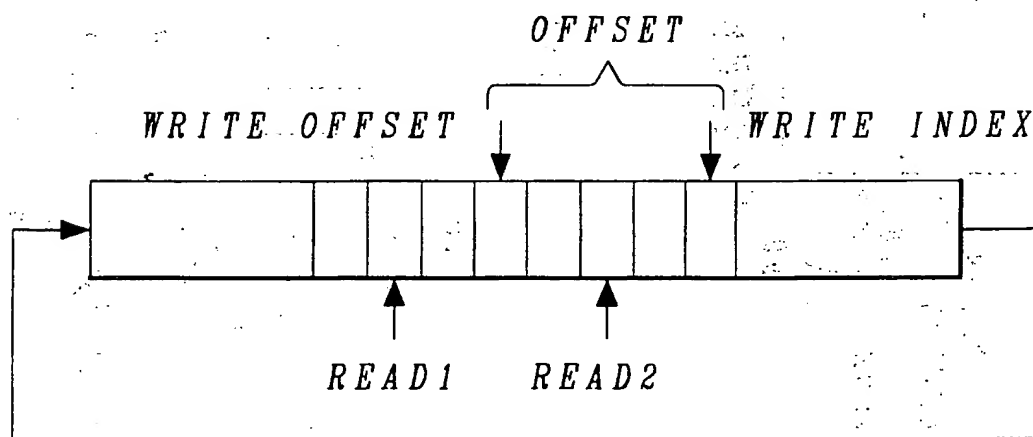 OFFSET
WRITE OFFSET
WRITE INDEX
READ1
READ2